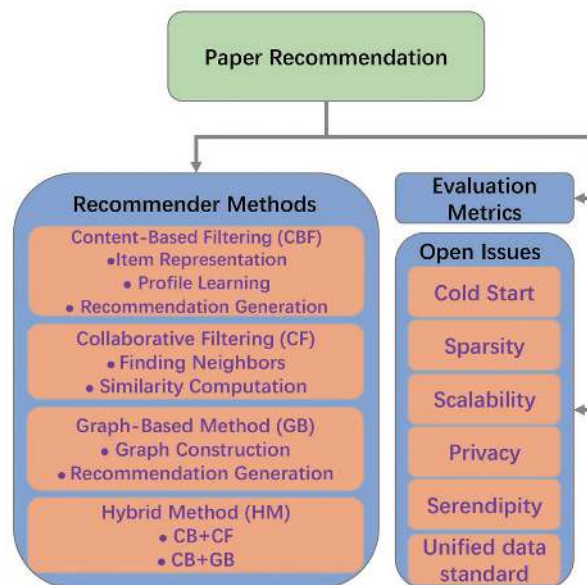 Paper Recommendation
Recommender Methods
Content-Based Filtering (CBF)
•Item Representation
• Profile Learning
• Recommendation Generation
Collaborative Filtering (CF)
• Finding Neighbors
• Similarity Computation
Graph-Based Method (GB)
• Graph Construction
• Recommendation Generation
Hybrid Method (HM)
• CB+CF
• CB+GB
Evaluation
Metrics
Open Issues
Cold Start
Sparsity
Scalability
Privacy
Serendipity
Unified data
standard